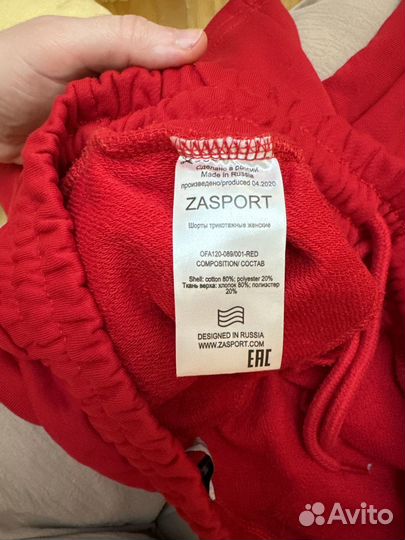 Сделано в России
Made in Russia
произведено/produced 04.2020
ZASPORT
Шорты трикотажные женские
OFA120-089/001-RED
COMPOSITION/ СОСТАВ
Shell: cotton 80%; polyester 20%
Ткань верха: хлопок 80%; полиэстер
20%
DESIGNED IN RUSSIA
WWW.ZASPORT.COM
EAC
Avito